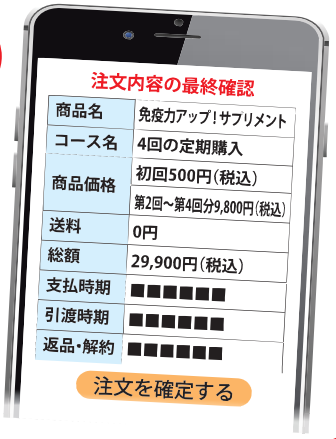 注文内容の最終確認
商品名 免疫力アップ！サプリメント
コース名 4回の定期購入
商品価格 初回500円（税込）
第2回～第4回分9,800円（税込）
送料 0円
総額 29,900円（税込）
支払時期 ■■■■■■
引渡時期 ■■■■■■
返品・解約 ■■■■■■
注文を確定する